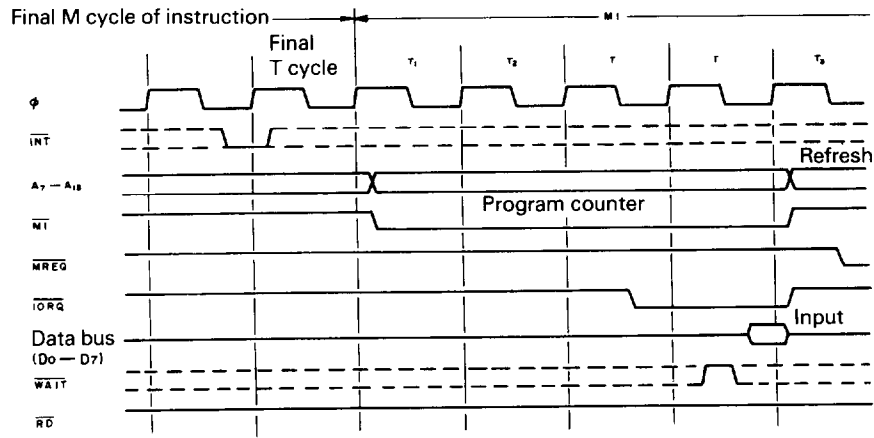 Final M cycle of instruction
M1
Final
T cycle
T₁ T₂ T T T₃
ϕ
INT
Refresh
A₇ — A₁₅
Program counter
M1
MREQ
IORQ
Input
Data bus
(D0 — D7)
WAIT
RD